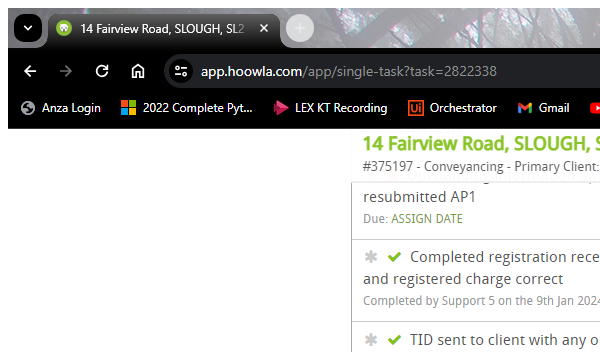 14 Fairview Road, SLOUGH, SL2
app.hoowla.com/app/single-task?task=2822338
Anza Login 2022 Complete Pyt... LEX KT Recording Ui Orchestrator Gmail
14 Fairview Road, SLOUGH, S
#375197 - Conveyancing - Primary Client:
resubmitted AP1
Due: ASSIGN DATE
Completed registration rece
and registered charge correct
Completed by Support 5 on the 9th Jan 2024
TID sent to client with any o